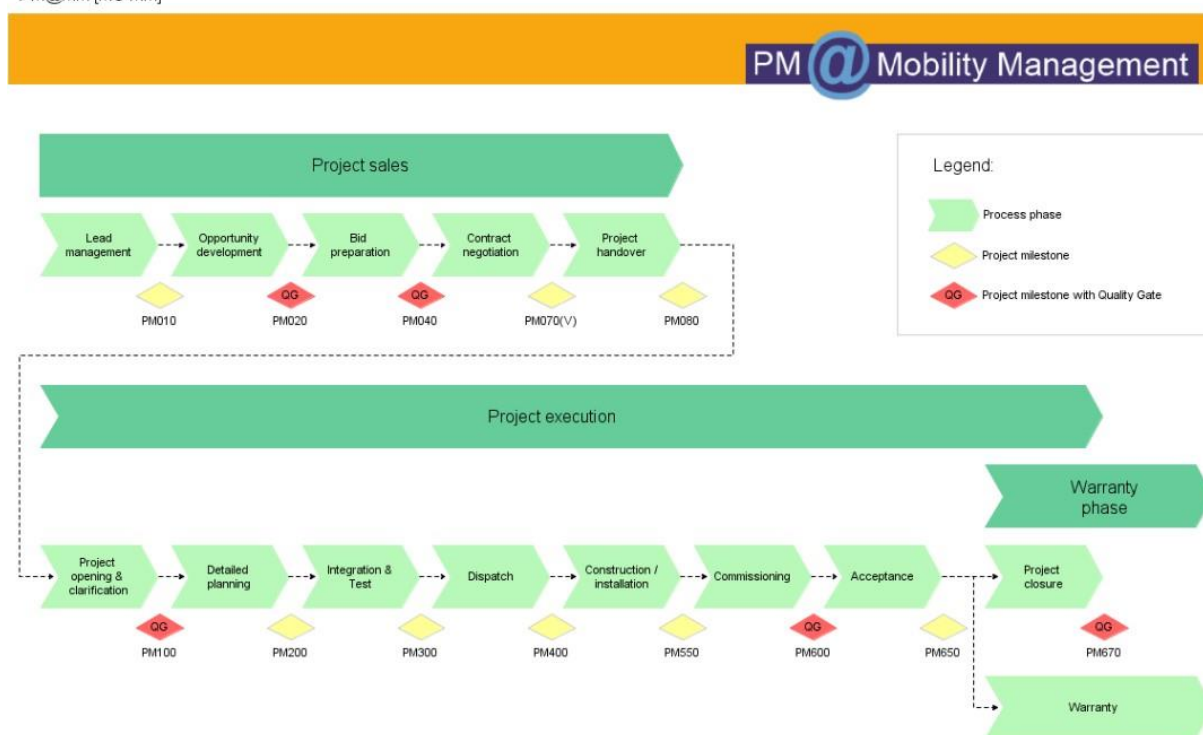 PM @ Mobility Management
Project sales
Legend:
Lead
management
Opportunity
development
Bid
preparation
Contract
negotiation
Project
handover
Process phase
Project milestone
QG
QG
QG
Project milestone with Quality Gate
PM010
PM020
PM040
PM070(V)
PM080
Project execution
Warranty
phase
Project
opening &
clarification
Detailed
planning
Integration &
Test
Dispatch
Construction /
installation
Commissioning
Acceptance
Project
closure
QG
QG
QG
PM100
PM200
PM300
PM400
PM550
PM600
PM650
PM670
Warranty